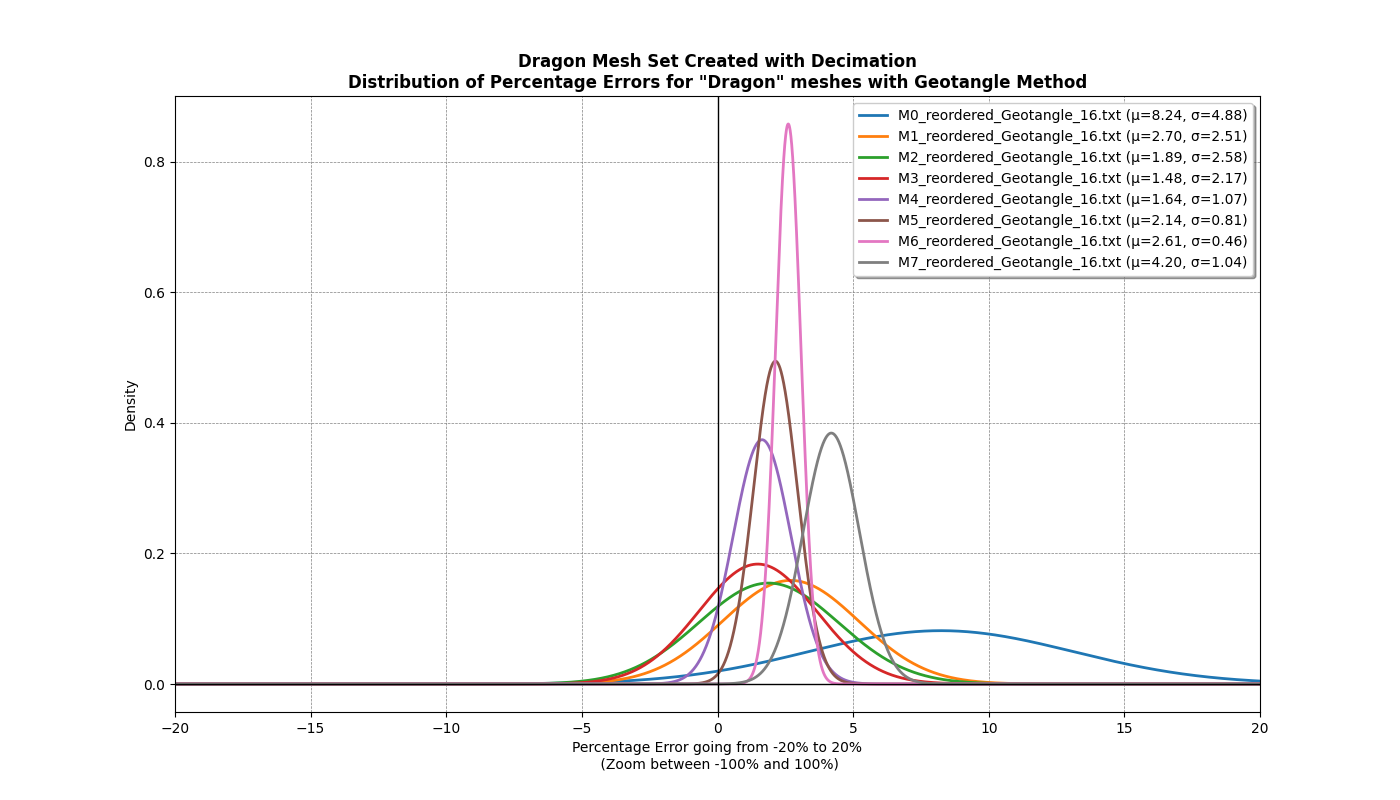 Dragon Mesh Set Created with Decimation
Distribution of Percentage Errors for "Dragon" meshes with Geotangle Method
M0_reordered_Geotangle_16.txt (μ=8.24, σ=4.88)
M1_reordered_Geotangle_16.txt (μ=2.70, σ=2.51)
M2_reordered_Geotangle_16.txt (μ=1.89, σ=2.58)
M3_reordered_Geotangle_16.txt (μ=1.48, σ=2.17)
M4_reordered_Geotangle_16.txt (μ=1.64, σ=1.07)
M5_reordered_Geotangle_16.txt (μ=2.14, σ=0.81)
M6_reordered_Geotangle_16.txt (μ=2.61, σ=0.46)
M7_reordered_Geotangle_16.txt (μ=4.20, σ=1.04)
0.8
0.6
0.4
0.2
0.0
Density
−20 −15 −10 −5 0 5 10 15 20
Percentage Error going from -20% to 20%
(Zoom between -100% and 100%)